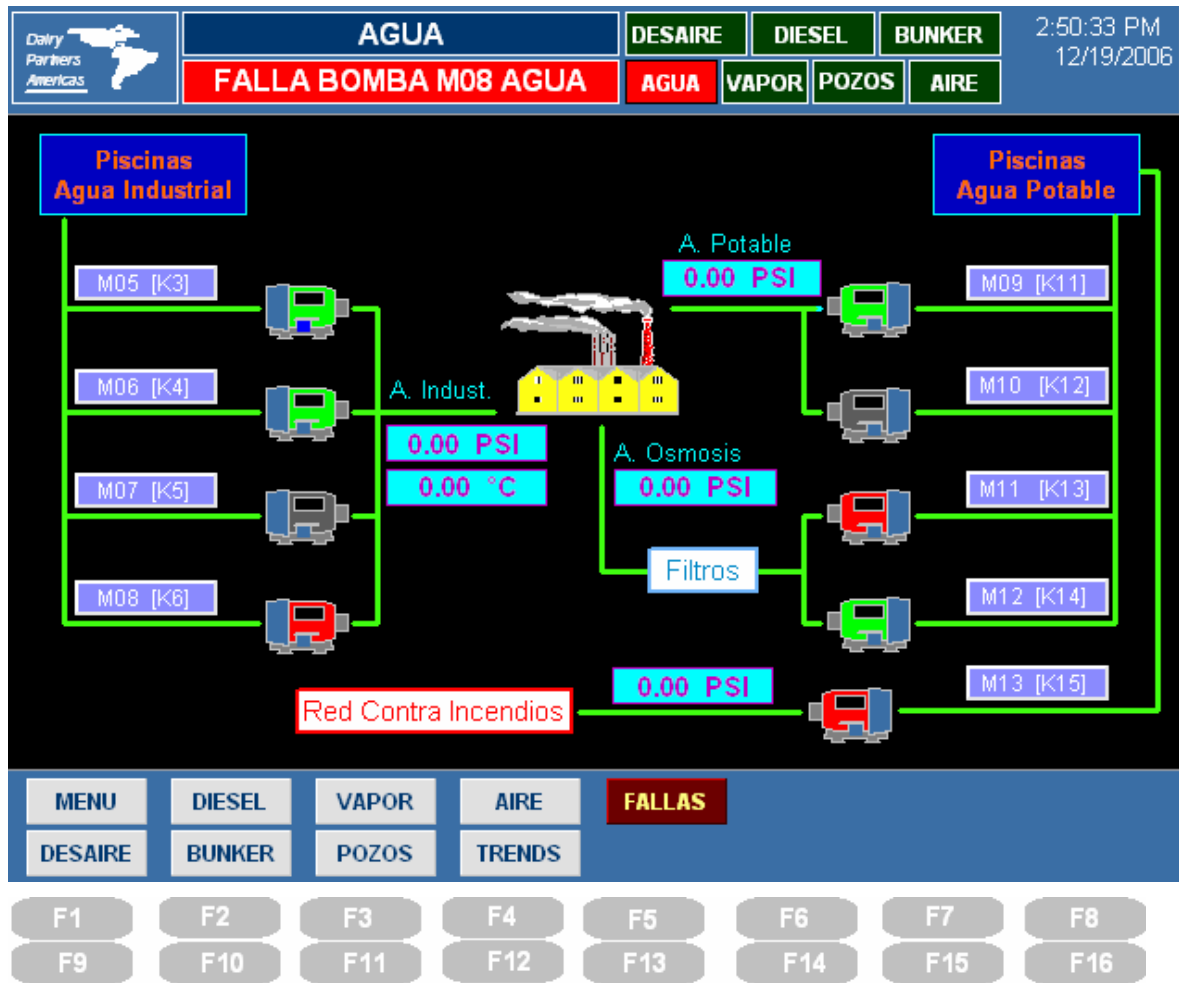 Dairy
Partners
Americas
AGUA
FALLA BOMBA M08 AGUA
DESAIRE
DIESEL
BUNKER
AGUA
VAPOR
POZOS
AIRE
2:50:33 PM
12/19/2006
Piscinas
Agua Industrial
Piscinas
Agua Potable
A. Potable
0.00 PSI
M05 [K3]
M09 [K11]
M06 [K4]
A. Indust.
M10 [K12]
0.00 PSI
0.00 °C
A. Osmosis
0.00 PSI
M07 [K5]
M11 [K13]
Filtros
M08 [K6]
M12 [K14]
0.00 PSI
M13 [K15]
Red Contra Incendios
MENU
DIESEL
VAPOR
AIRE
FALLAS
DESAIRE
BUNKER
POZOS
TRENDS
F1
F2
F3
F4
F5
F6
F7
F8
F9
F10
F11
F12
F13
F14
F15
F16